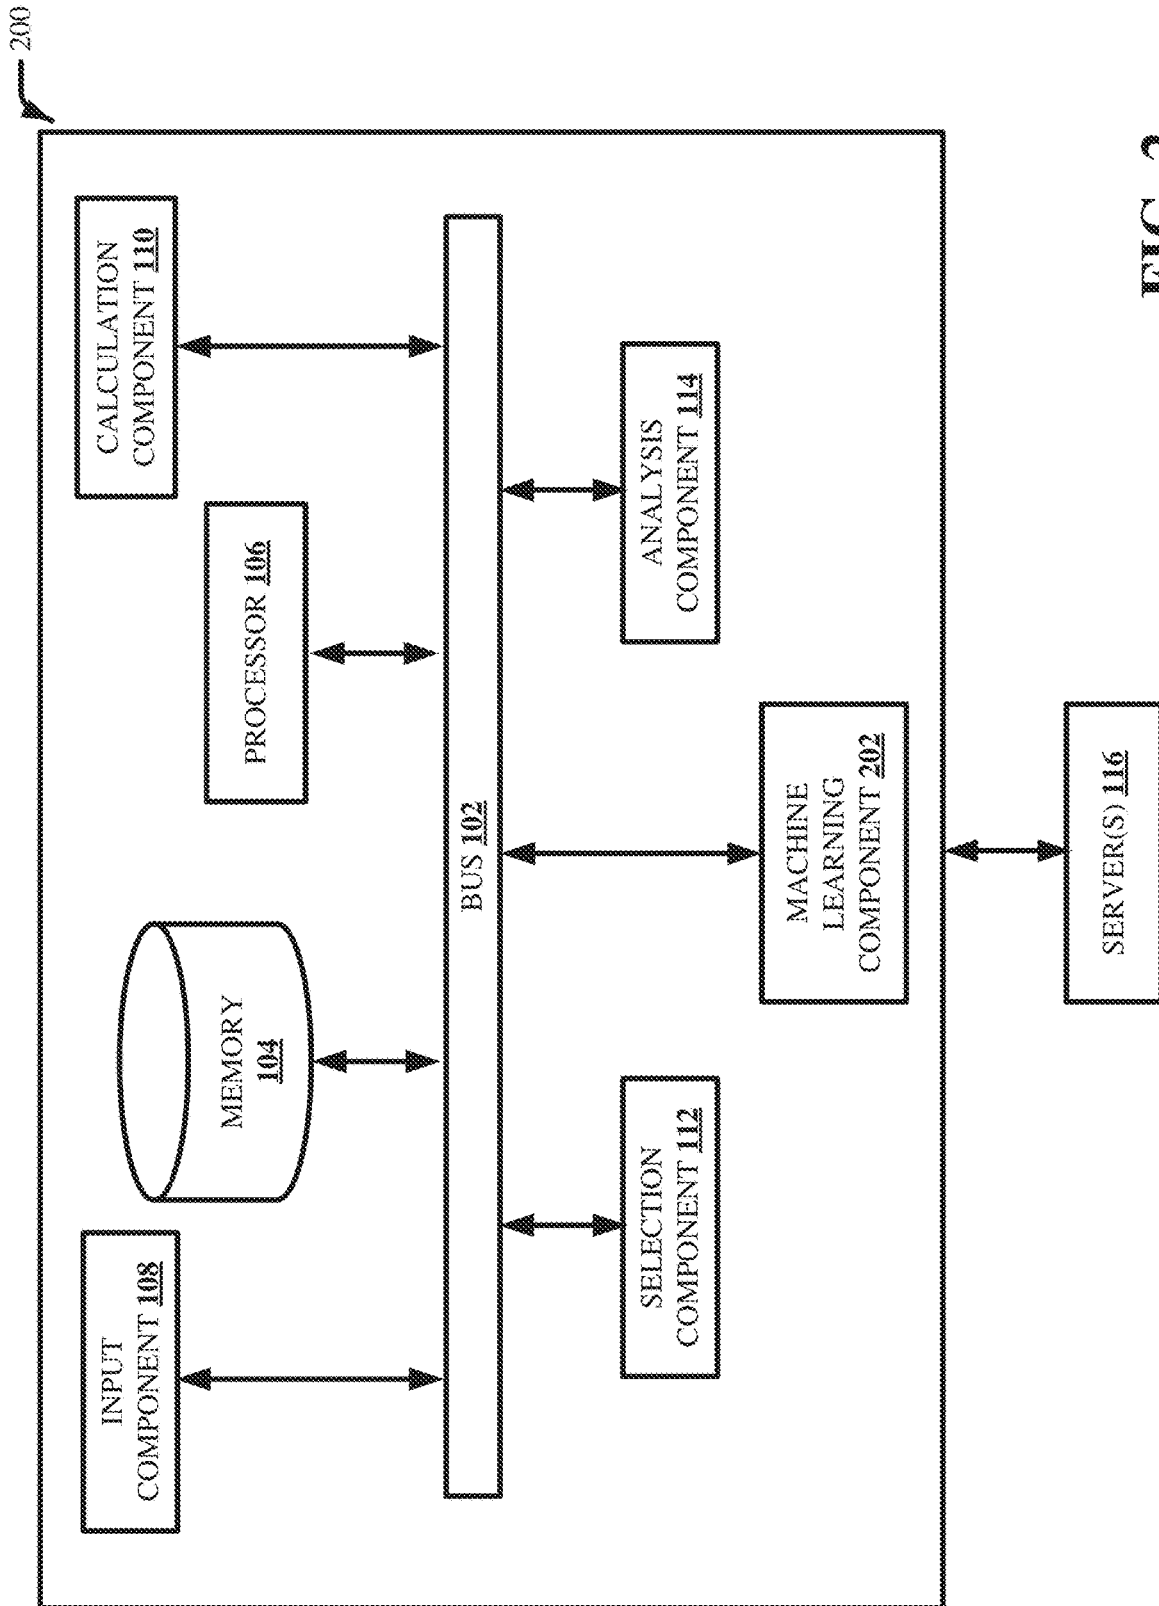 200
INPUT
COMPONENT 108
MEMORY
104
PROCESSOR 106
CALCULATION
COMPONENT 110
BUS 102
SELECTION
COMPONENT 112
MACHINE
LEARNING
COMPONENT 202
ANALYSIS
COMPONENT 114
SERVER(S) 116
FIG. 2